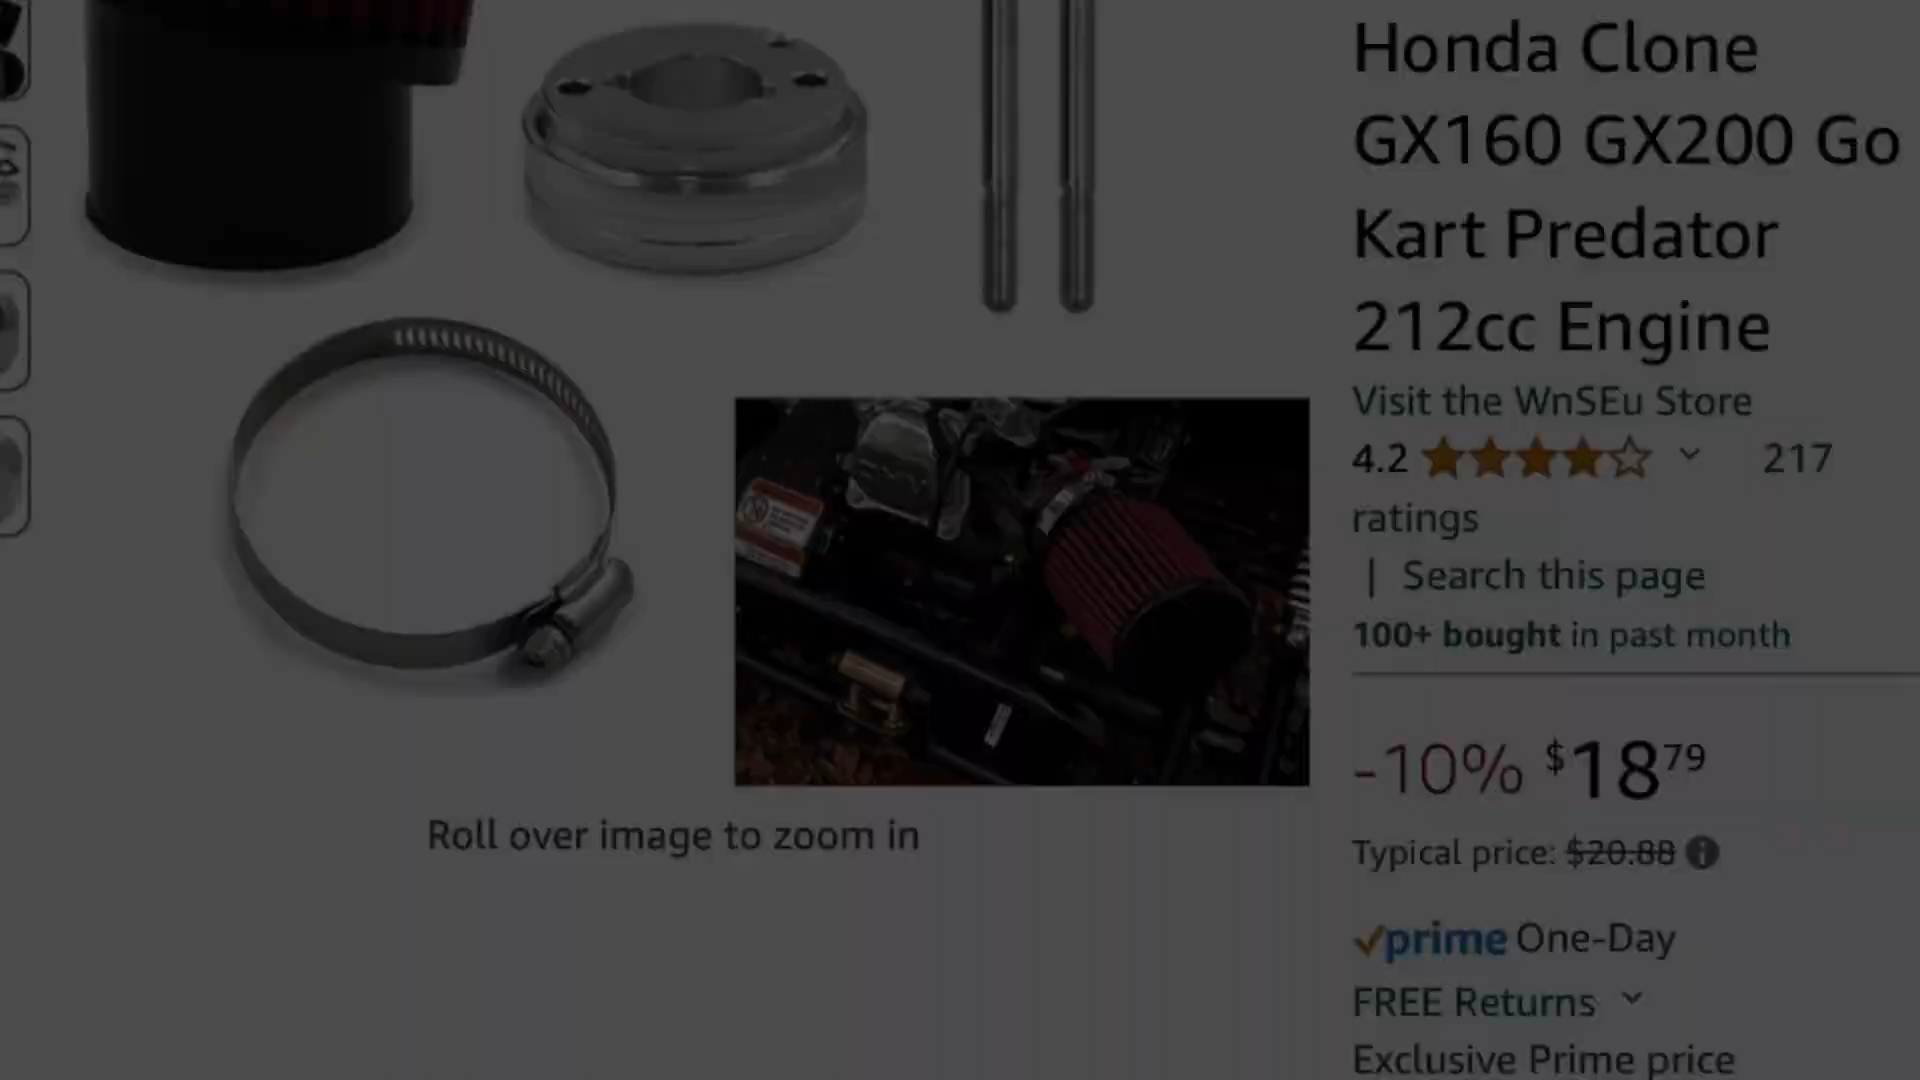 Honda Clone
GX160 GX200 Go
Kart Predator
212cc Engine
Visit the WnSEu Store
4.2 217
ratings
| Search this page
100+ bought in past month
-10% $18 79
Typical price: $20.88
Roll over image to zoom in
prime One-Day
FREE Returns
Exclusive Prime price